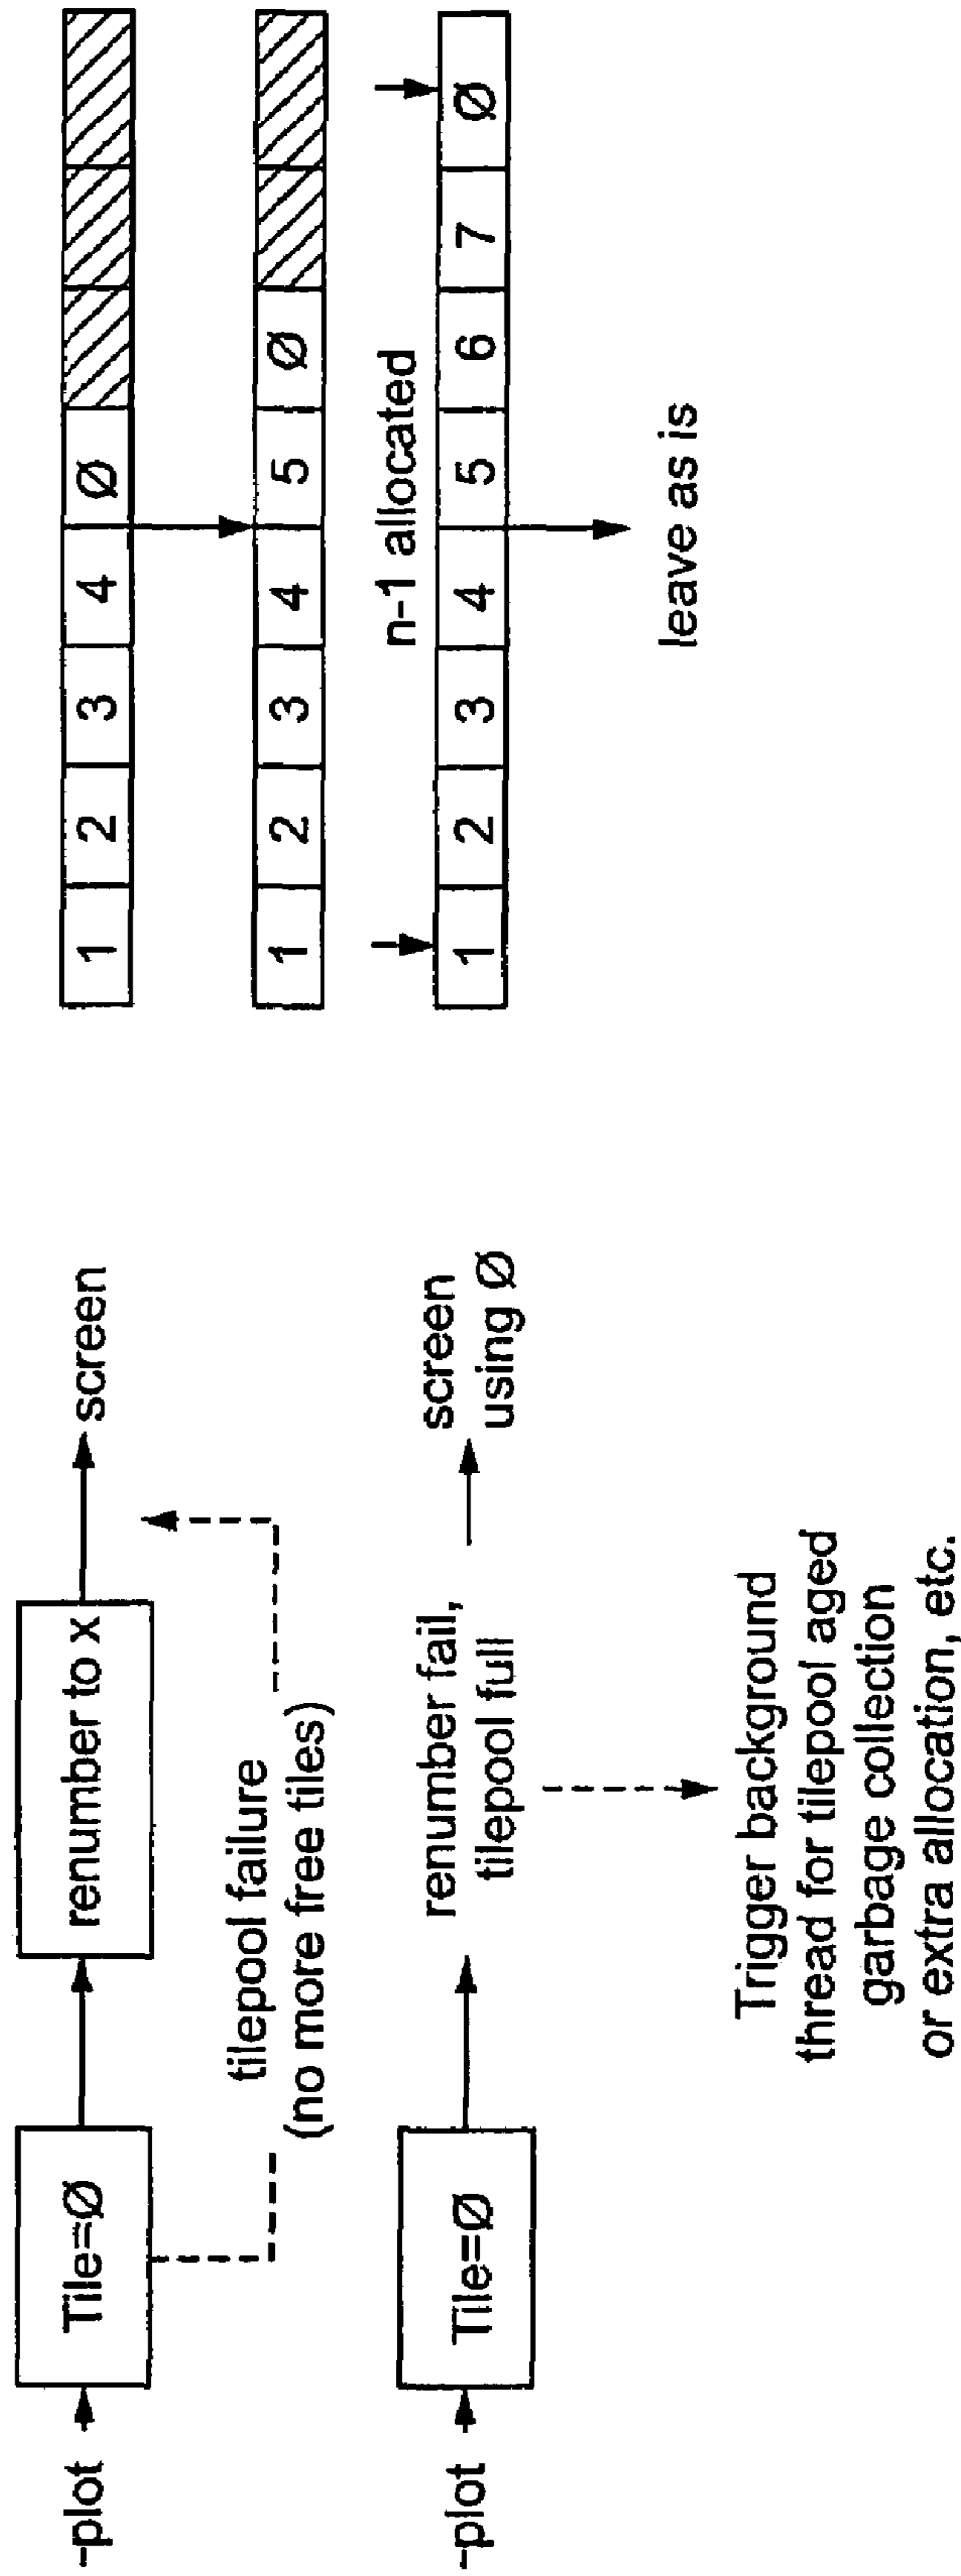 -plot
Tile=Ø
renumber to x
screen
tilepool failure
(no more free tiles)
-plot
Tile=Ø
renumber fail,
tilepool full
screen
using Ø
Trigger background
thread for tilepool aged
garbage collection
or extra allocation, etc.
1 2 3 4 Ø
1 2 3 4 5 Ø
n-1 allocated
1 2 3 4 5 6 7 Ø
leave as is